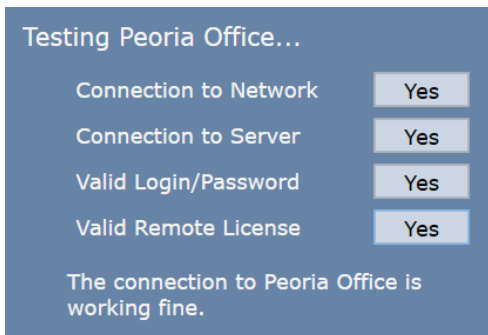 Testing Peoria Office...
Connection to Network Yes
Connection to Server Yes
Valid Login/Password Yes
Valid Remote License Yes
The connection to Peoria Office is
working fine.